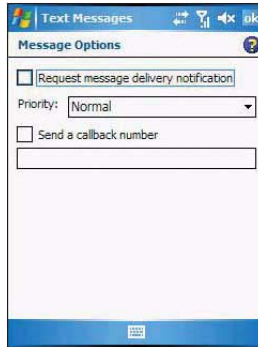 Text Messages ok
Message Options ?
Request message delivery notification
Priority: Normal
Send a callback number